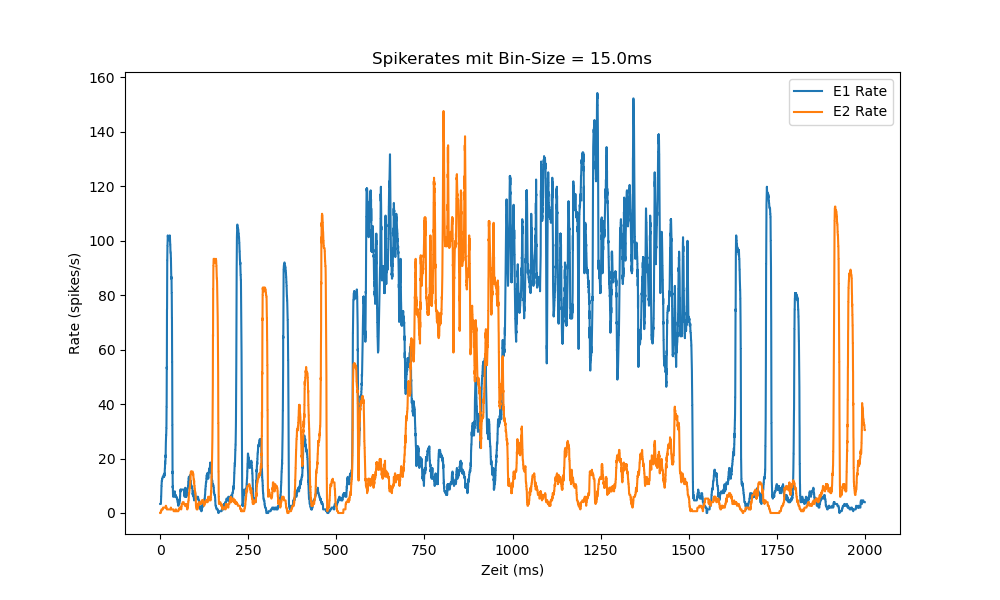 Spikerates mit Bin-Size = 15.0ms
E1 Rate
E2 Rate
Rate (spikes/s)
160
140
120
100
80
60
40
20
0
0 250 500 750 1000 1250 1500 1750 2000
Zeit (ms)